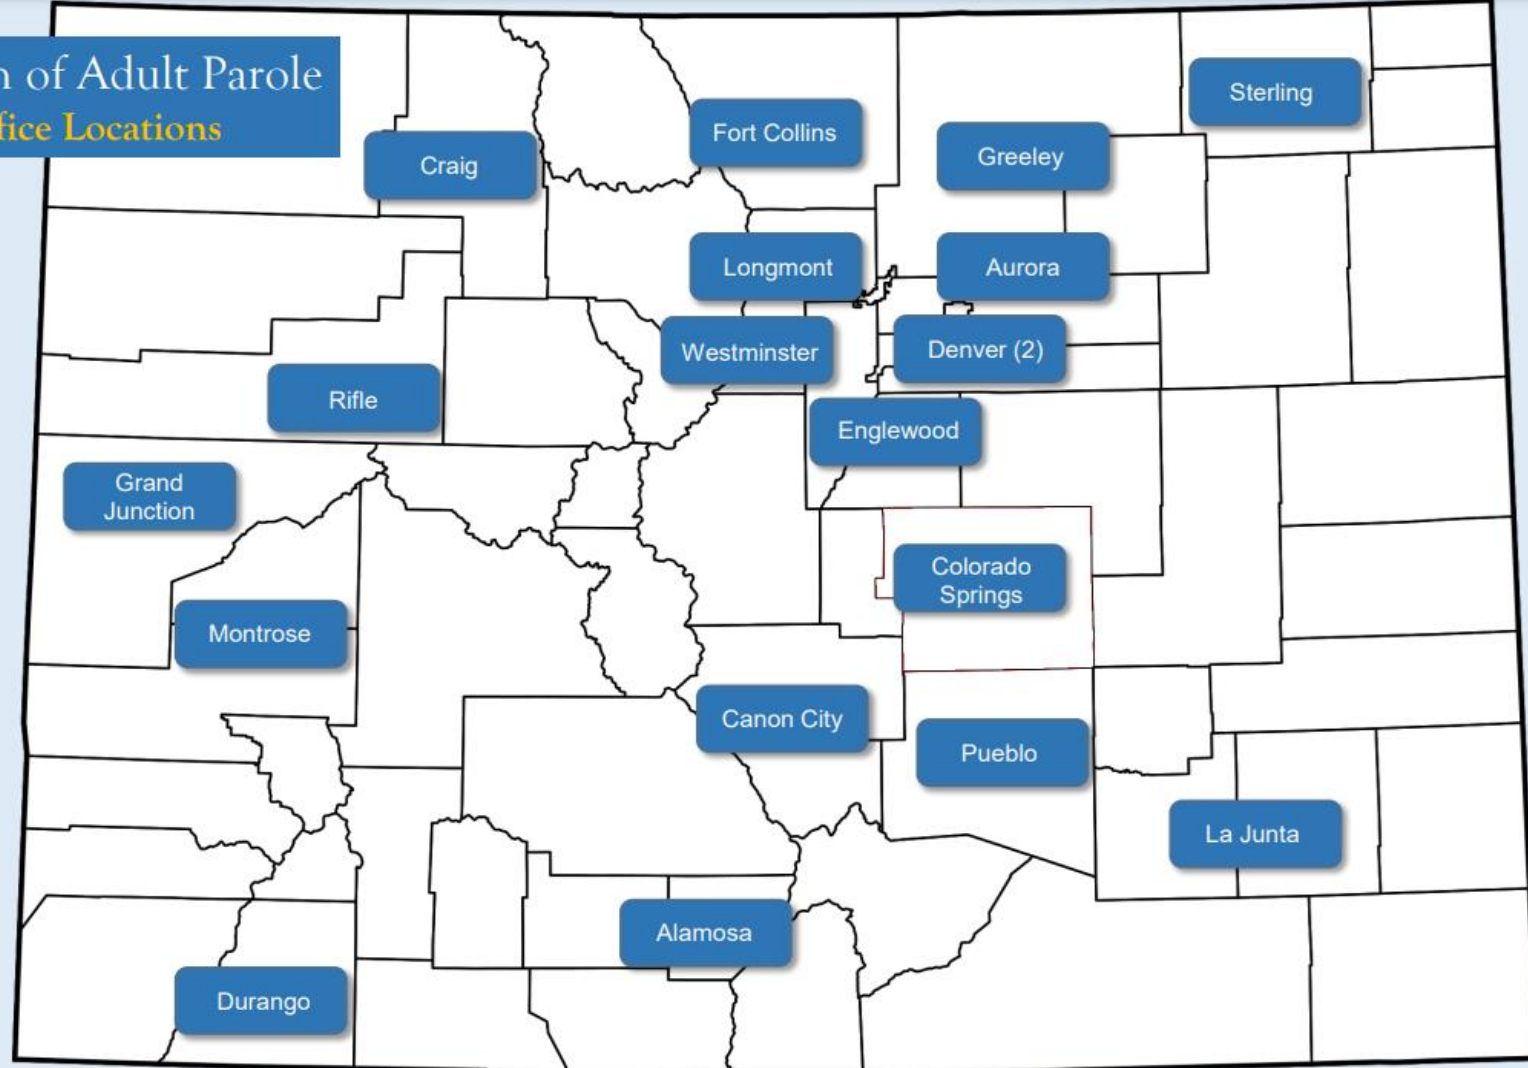 of Adult Parole
Locations
Sterling
Fort Collins
Craig
Greeley
Longmont
Aurora
Westminster
Denver (2)
Rifle
Englewood
Grand
Junction
Colorado
Springs
Montrose
Canon City
Pueblo
La Junta
Alamosa
Durango